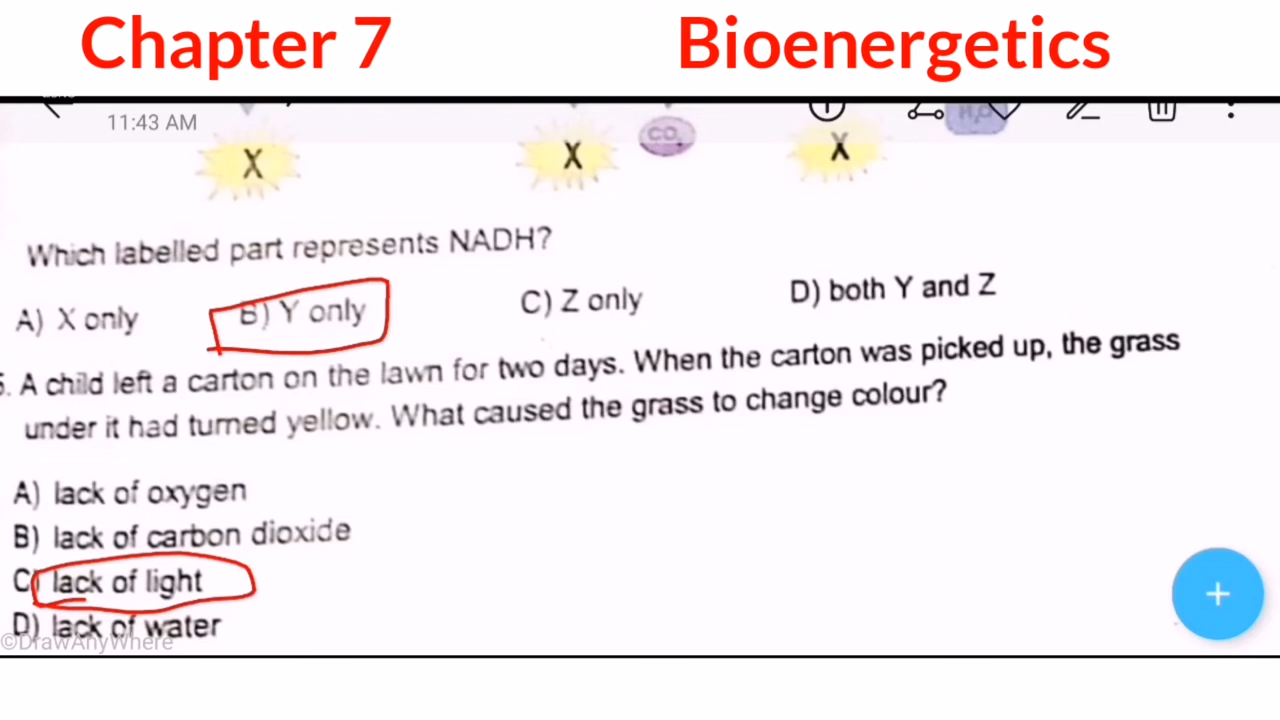 Chapter 7 Bioenergetics
11:43 AM
CO₂ H₂O
X X X
Which labelled part represents NADH?
A) X only B) Y only C) Z only D) both Y and Z
5. A child left a carton on the lawn for two days. When the carton was picked up, the grass
under it had turned yellow. What caused the grass to change colour?
A) lack of oxygen
B) lack of carbon dioxide
C) lack of light
D) lack of water
©DrawAnyWhere
+